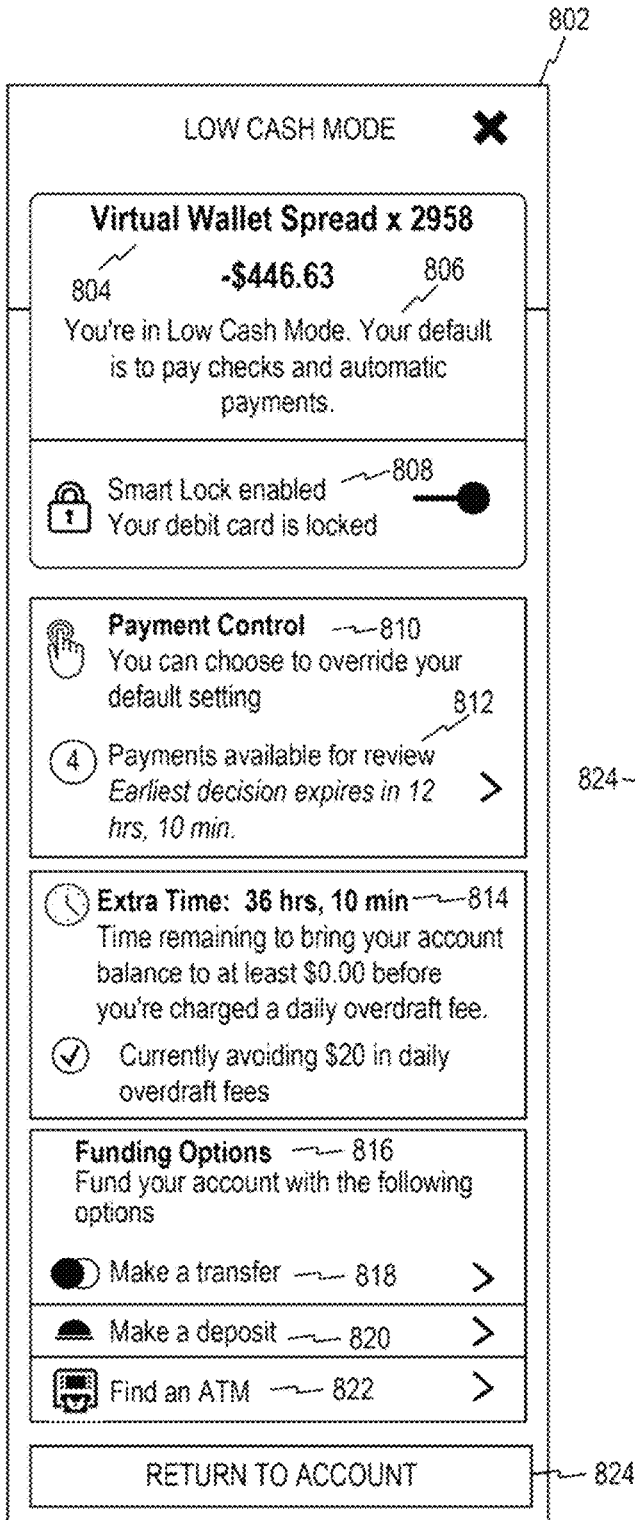 802
LOW CASH MODE
Virtual Wallet Spread x 2958
804
-$446.63
806
You're in Low Cash Mode. Your default
is to pay checks and automatic
payments.
Smart Lock enabled
808
Your debit card is locked
Payment Control
810
You can choose to override your
default setting
812
4
Payments available for review
Earliest decision expires in 12
hrs, 10 min.
824
Extra Time: 36 hrs, 10 min
814
Time remaining to bring your account
balance to at least $0.00 before
you're charged a daily overdraft fee.
Currently avoiding $20 in daily
overdraft fees
Funding Options
816
Fund your account with the following
options
Make a transfer
818
Make a deposit
820
Find an ATM
822
RETURN TO ACCOUNT
824